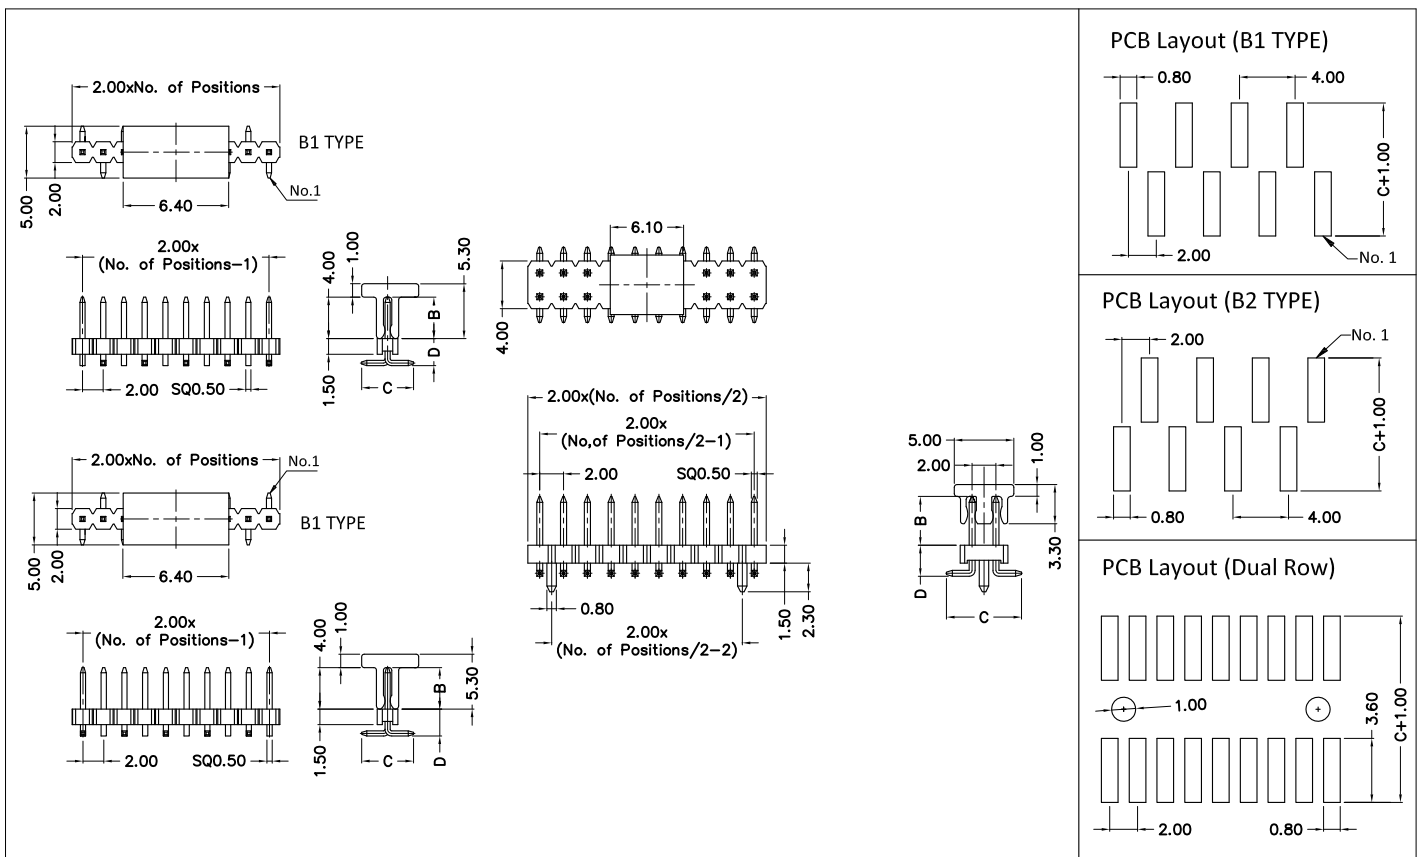 2.00xNo. of Positions
B1 TYPE
5.00
2.00
6.40
No.1
2.00x
(No. of Positions-1)
2.00
SQ0.50
4.00
1.00
5.30
B
D
1.50
C
2.00xNo. of Positions
No.1
B1 TYPE
5.00
2.00
6.40
2.00x
(No. of Positions-1)
2.00
SQ0.50
4.00
1.00
5.30
B
1.50
C
D
6.10
4.00
2.00x(No. of Positions/2)
2.00x
(No,of Positions/2-1)
2.00
SQ0.50
0.80
2.00x
(No. of Positions/2-2)
1.50
2.30
5.00
2.00
1.00
B
3.30
D
C
PCB Layout (B1 TYPE)
0.80
4.00
C+1.00
2.00
No. 1
PCB Layout (B2 TYPE)
2.00
No. 1
C+1.00
0.80
4.00
PCB Layout (Dual Row)
1.00
3.60
C+1.00
2.00
0.80